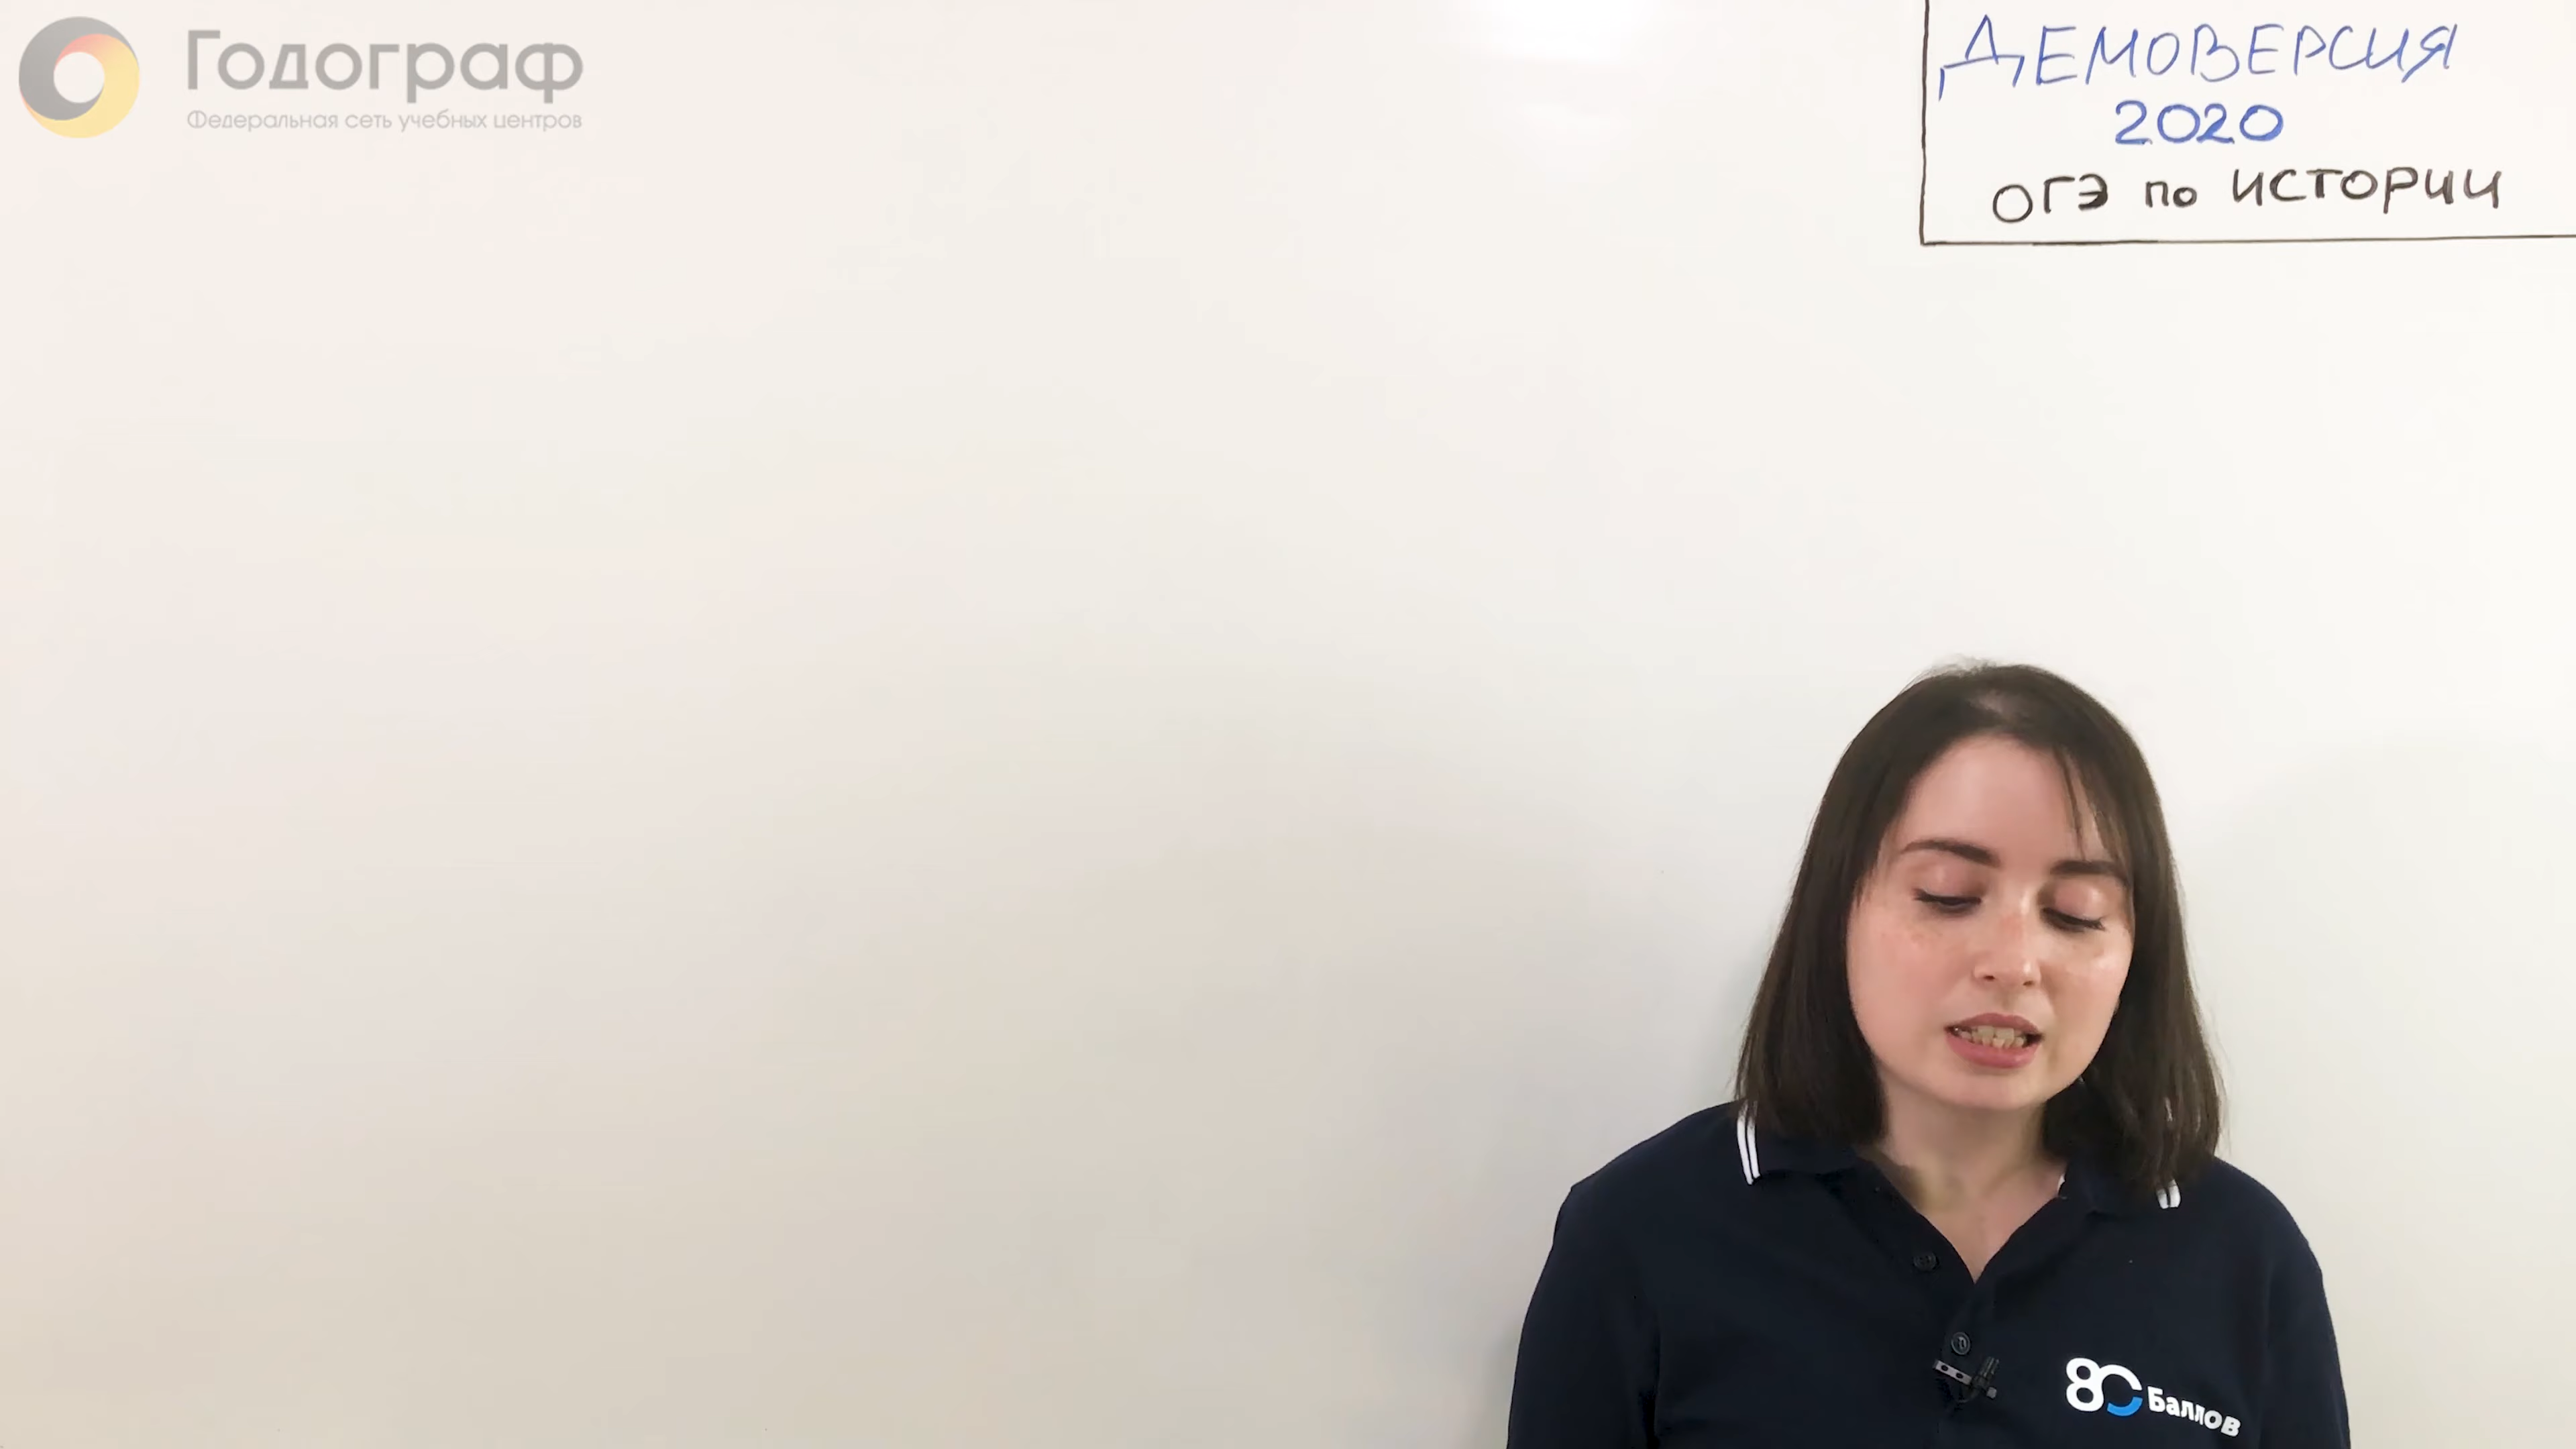 Годограф
Федеральная сеть учебных центров
ДЕМОВЕРСИЯ
2020
ОГЭ по ИСТОРИИ
80 Баллов